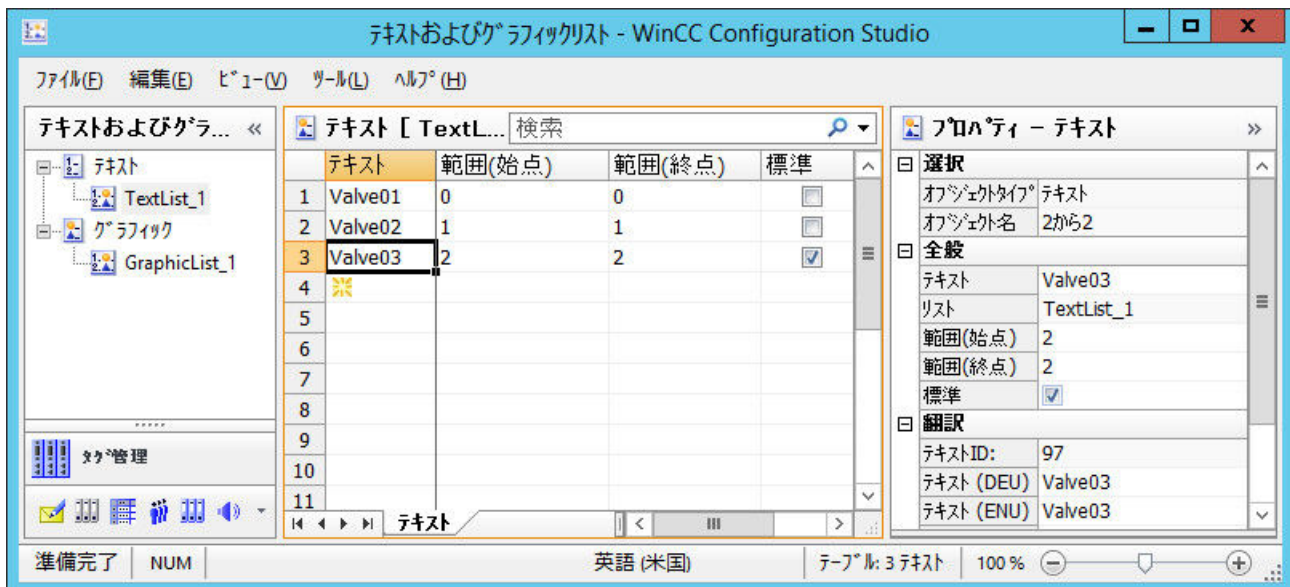 テキストおよびグラフィックリスト - WinCC Configuration Studio
ファイル(F) 編集(E) ビュー(V) ツール(L) ヘルプ(H)
テキストおよびグラ... «
テキスト
TextList_1
グラフィック
GraphicList_1
タグ管理
テキスト [ TextL... 検索
テキスト 範囲(始点) 範囲(終点) 標準
1 Valve01 0 0
2 Valve02 1 1
3 Valve03 2 2
4
5
6
7
8
9
10
11
テキスト
プロパティ - テキスト »
選択
オブジェクトタイプ テキスト
オブジェクト名 2から2
全般
テキスト Valve03
リスト TextList_1
範囲(始点) 2
範囲(終点) 2
標準
翻訳
テキストID: 97
テキスト (DEU) Valve03
テキスト (ENU) Valve03
準備完了 NUM 英語 (米国) テーブル: 3 テキスト 100 %